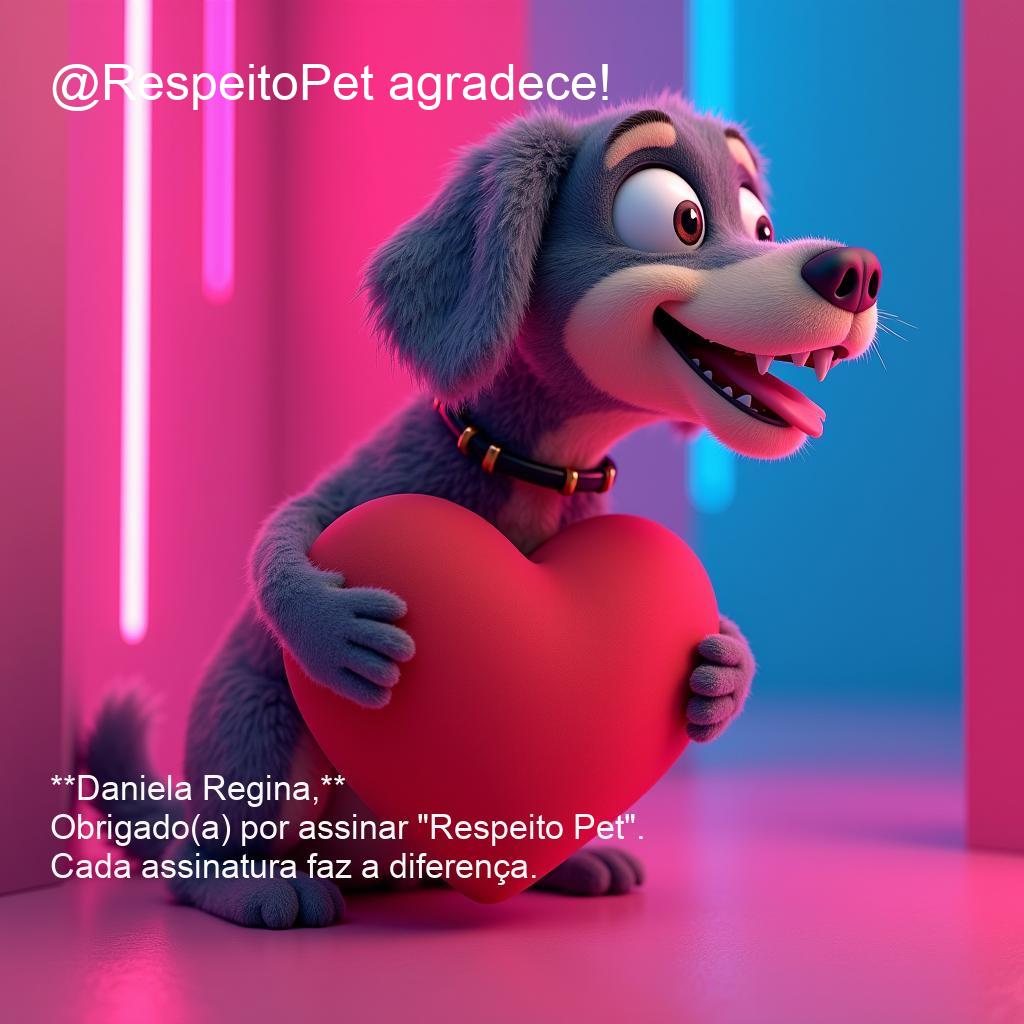 @RespeitoPet agradece!
**Daniela Regina,**
Obrigado(a) por assinar "Respeito Pet".
Cada assinatura faz a diferença.